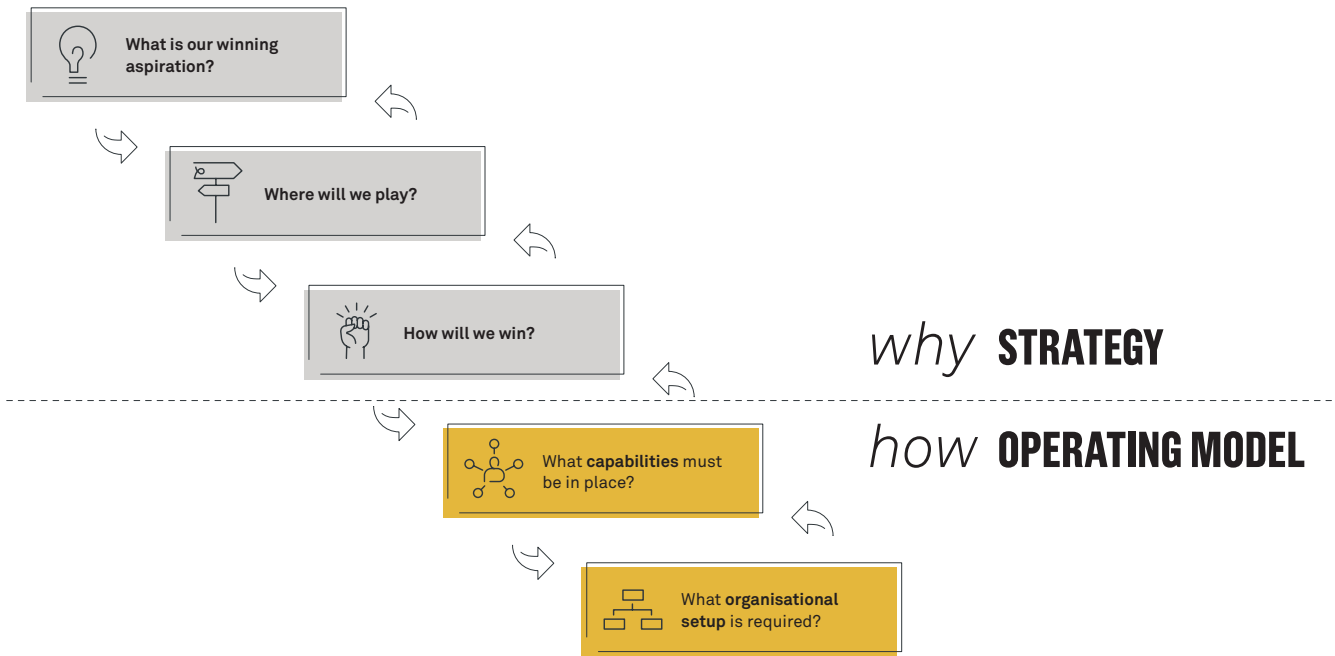 What is our winning
aspiration?
Where will we play?
How will we win?
why STRATEGY
how OPERATING MODEL
What capabilities must
be in place?
What organisational
setup is required?